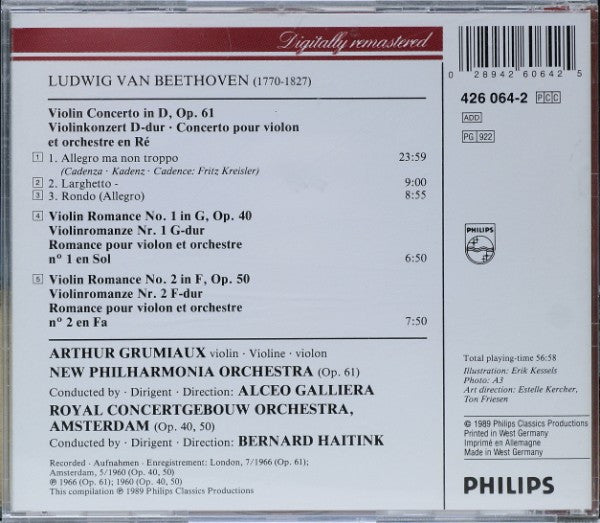 Digitally remastered
LUDWIG VAN BEETHOVEN (1770-1827)
Violin Concerto in D, Op. 61
Violinkonzert D-dur · Concerto pour violon
et orchestre en Ré
1 1. Allegro ma non troppo 23:59
(Cadenza · Kadenz · Cadence: Fritz Kreisler)
2 2. Larghetto - 9:00
3 3. Rondo (Allegro) 8:55
4 Violin Romance No. 1 in G, Op. 40
Violinromanze Nr. 1 G-dur
Romance pour violon et orchestre
n° 1 en Sol 6:50
5 Violin Romance No. 2 in F, Op. 50
Violinromanze Nr. 2 F-dur
Romance pour violon et orchestre
n° 2 en Fa 7:50
ARTHUR GRUMIAUX violin · Violine · violon
NEW PHILHARMONIA ORCHESTRA (Op. 61)
Conducted by · Dirigent · Direction: ALCEO GALLIERA
ROYAL CONCERTGEBOUW ORCHESTRA,
AMSTERDAM (Op. 40, 50)
Conducted by · Dirigent · Direction: BERNARD HAITINK
Recorded · Aufnahmen · Enregistrement: London, 7/1966 (Op. 61);
Amsterdam, 5/1960 (Op. 40, 50)
℗ 1966 (Op. 61); 1960 (Op. 40, 50)
This compilation ℗ 1989 Philips Classics Productions
0 28942 60642 5
426 064-2 PCC
ADD
PG 922
PHILIPS
Total playing-time 56:58
Illustration: Erik Kessels
Photo: A3
Art direction: Estelle Kercher,
Ton Friesen
© 1989 Philips Classics Productions
Printed in West Germany
Imprimé en Allemagne
Made in West Germany
PHILIPS